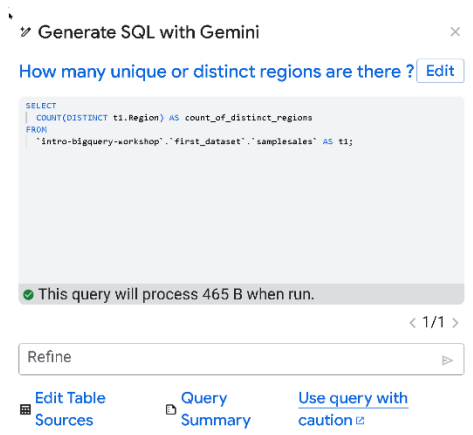 Generate SQL with Gemini
How many unique or distinct regions are there ? Edit
SELECT
COUNT(DISTINCT t1.Region) AS count_of_distinct_regions
FROM
`intro-bigquery-workshop`.`first_dataset`.`samplesales` AS t1;
This query will process 465 B when run.
1/1
Refine
Edit Table
Sources
Query
Summary
Use query with
caution